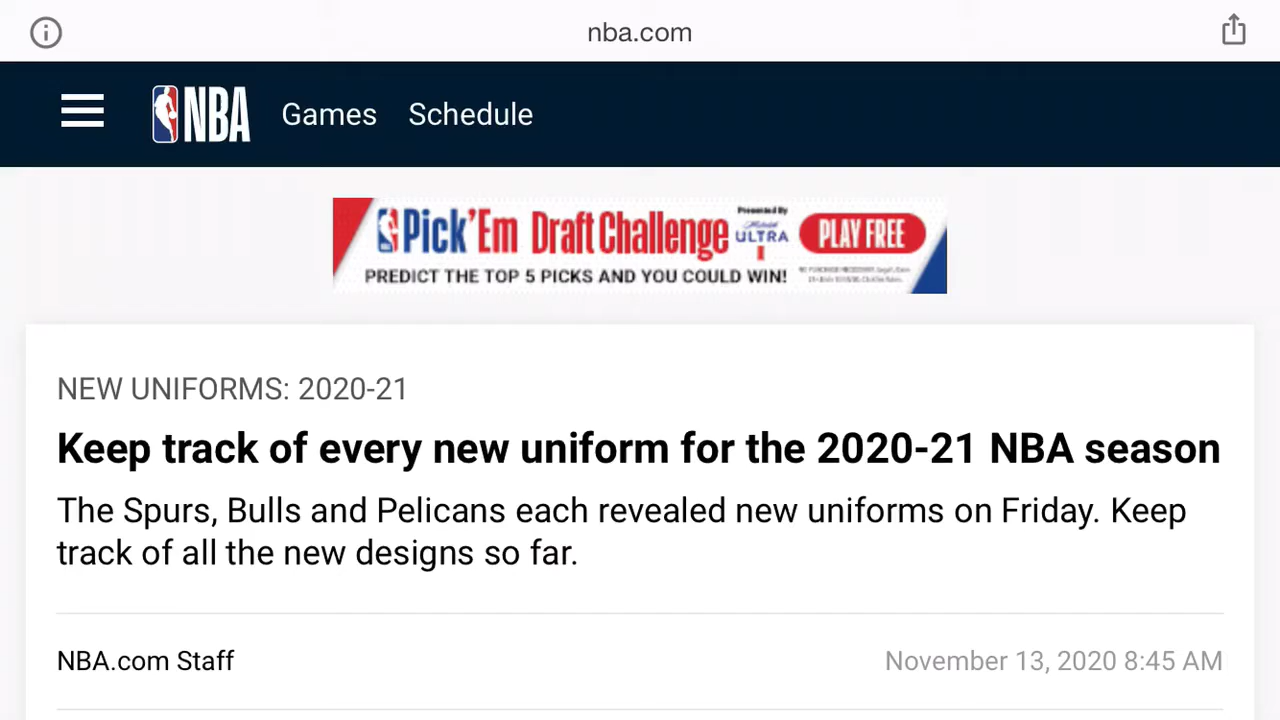 nba.com
NBA Games Schedule
Pick'Em Draft Challenge
Presented By
ULTRA
PLAY FREE
PREDICT THE TOP 5 PICKS AND YOU COULD WIN!
NEW UNIFORMS: 2020-21
Keep track of every new uniform for the 2020-21 NBA season
The Spurs, Bulls and Pelicans each revealed new uniforms on Friday. Keep
track of all the new designs so far.
NBA.com Staff
November 13, 2020 8:45 AM